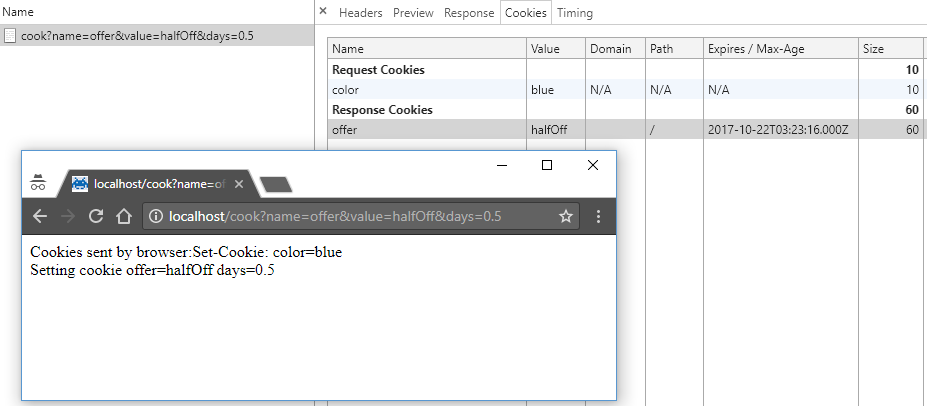 Name
cook?name=offer&value=halfOff&days=0.5
× Headers Preview Response Cookies Timing
Name Value Domain Path Expires / Max-Age Size
Request Cookies 10
color blue N/A N/A N/A 10
Response Cookies 60
offer halfOff / 2017-10-22T03:23:16.000Z 60
localhost/cook?name=of
localhost/cook?name=offer&value=halfOff&days=0.5
Cookies sent by browser:Set-Cookie: color=blue
Setting cookie offer=halfOff days=0.5